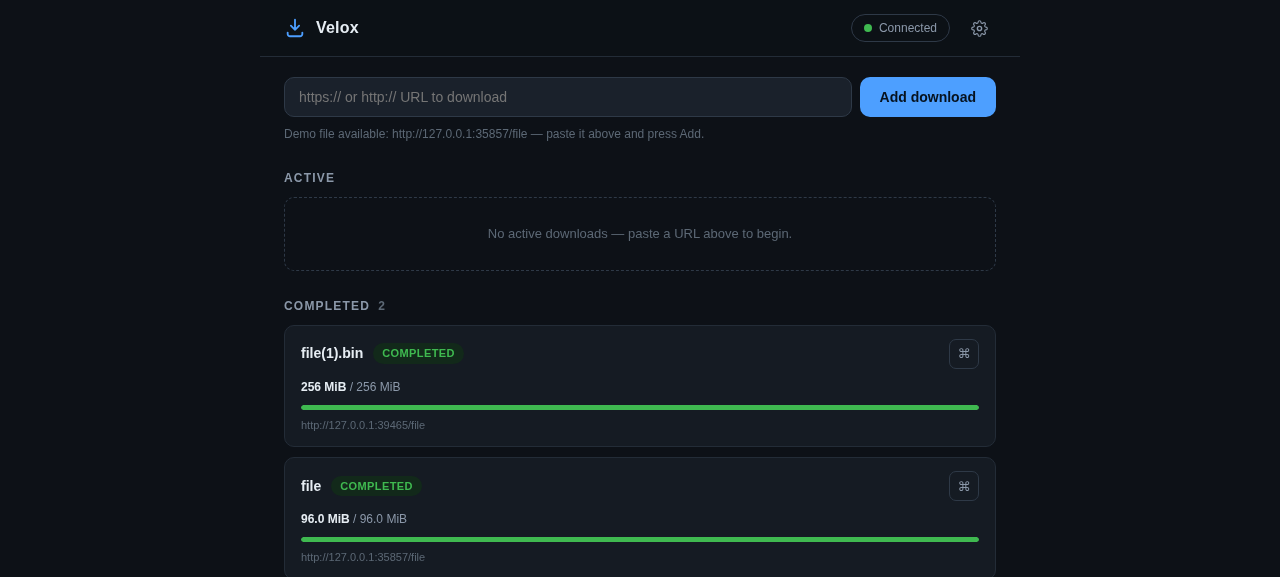 Velox
Connected
https:// or http:// URL to download
Add download
Demo file available: http://127.0.0.1:35857/file — paste it above and press Add.
ACTIVE
No active downloads — paste a URL above to begin.
COMPLETED 2
file(1).bin COMPLETED ⌘
256 MiB / 256 MiB
http://127.0.0.1:39465/file
file COMPLETED ⌘
96.0 MiB / 96.0 MiB
http://127.0.0.1:35857/file